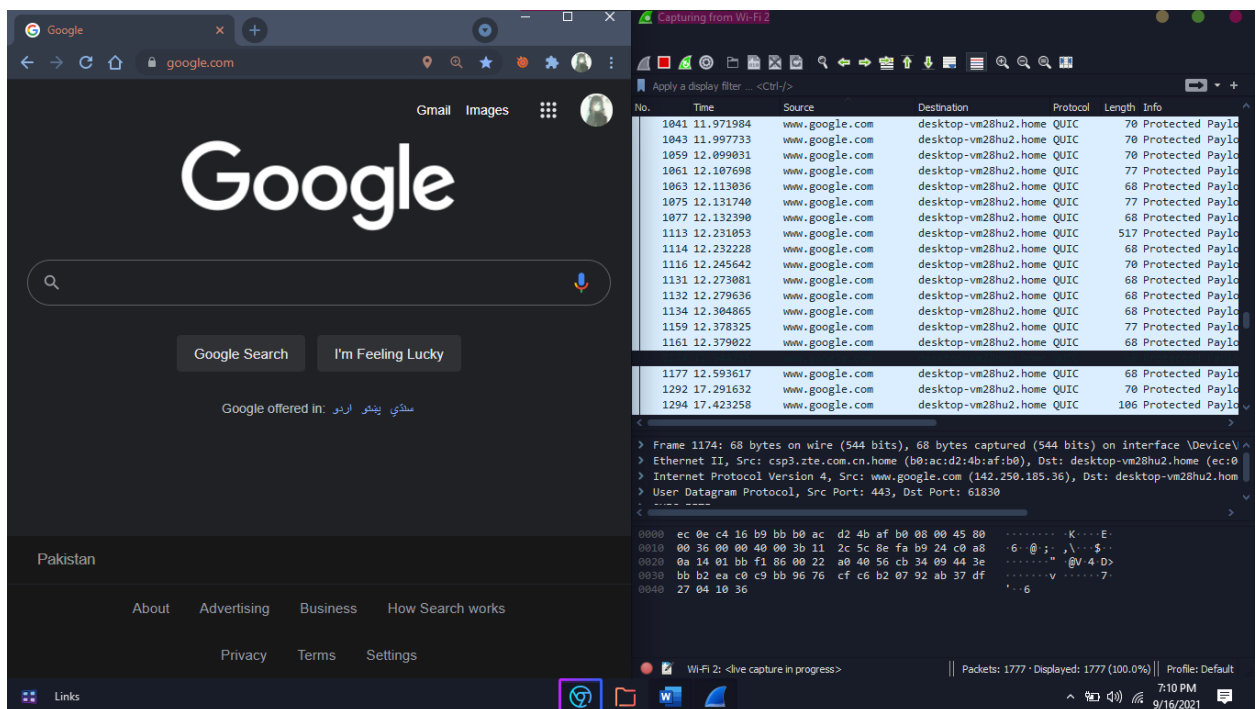 Google
google.com
Gmail Images
Google
Google Search I'm Feeling Lucky
Google offered in: اردو پښتو سنڌي
Pakistan
About Advertising Business How Search works
Privacy Terms Settings
Capturing from Wi-Fi 2
Apply a display filter ... <Ctrl-/>
No. Time Source Destination Protocol Length Info
1041 11.971984 www.google.com desktop-vm28hu2.home QUIC 70 Protected Paylo
1043 11.997733 www.google.com desktop-vm28hu2.home QUIC 70 Protected Paylo
1059 12.099031 www.google.com desktop-vm28hu2.home QUIC 70 Protected Paylo
1061 12.107698 www.google.com desktop-vm28hu2.home QUIC 77 Protected Paylo
1063 12.113036 www.google.com desktop-vm28hu2.home QUIC 68 Protected Paylo
1075 12.131740 www.google.com desktop-vm28hu2.home QUIC 77 Protected Paylo
1077 12.132390 www.google.com desktop-vm28hu2.home QUIC 68 Protected Paylo
1113 12.231053 www.google.com desktop-vm28hu2.home QUIC 517 Protected Paylo
1114 12.232228 www.google.com desktop-vm28hu2.home QUIC 68 Protected Paylo
1116 12.245642 www.google.com desktop-vm28hu2.home QUIC 70 Protected Paylo
1131 12.273081 www.google.com desktop-vm28hu2.home QUIC 68 Protected Paylo
1132 12.279636 www.google.com desktop-vm28hu2.home QUIC 68 Protected Paylo
1134 12.304865 www.google.com desktop-vm28hu2.home QUIC 68 Protected Paylo
1159 12.378325 www.google.com desktop-vm28hu2.home QUIC 77 Protected Paylo
1161 12.379022 www.google.com desktop-vm28hu2.home QUIC 68 Protected Paylo
1177 12.593617 www.google.com desktop-vm28hu2.home QUIC 68 Protected Paylo
1292 17.291632 www.google.com desktop-vm28hu2.home QUIC 70 Protected Paylo
1294 17.423258 www.google.com desktop-vm28hu2.home QUIC 106 Protected Paylo
Frame 1174: 68 bytes on wire (544 bits), 68 bytes captured (544 bits) on interface \Device\
Ethernet II, Src: csp3.zte.com.cn.home (b0:ac:d2:4b:af:b0), Dst: desktop-vm28hu2.home (ec:0
Internet Protocol Version 4, Src: www.google.com (142.250.185.36), Dst: desktop-vm28hu2.hom
User Datagram Protocol, Src Port: 443, Dst Port: 61830
0000 ec 0e c4 16 b9 bb b0 ac d2 4b af b0 08 00 45 80 ········ ·K····E·
0010 00 36 00 00 40 00 3b 11 2c 5c 8e fa b9 24 c0 a8 ·6··@·;· ,\···$··
0020 0a 14 01 bb f1 86 00 22 a0 40 56 cb 34 09 44 3e ·······" ·@V·4·D>
0030 bb b2 ea c0 c9 bb 96 76 cf c6 b2 07 92 ab 37 df ·······v ······7·
0040 27 04 10 36 '··6
Wi-Fi 2: <live capture in progress> Packets: 1777 · Displayed: 1777 (100.0%) Profile: Default
Links
7:10 PM
9/16/2021